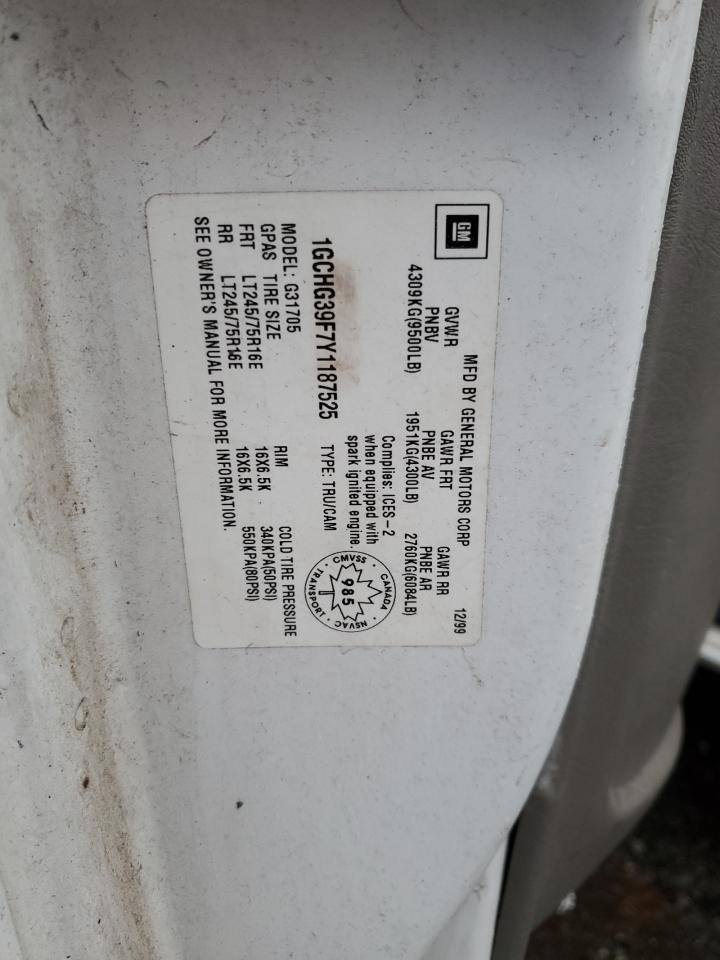 GM
MFD BY GENERAL MOTORS CORP 12/99
GVWR GAWR FRT GAWR RR
PNBV PNBE AV PNBE AR
4309KG(9500LB) 1951KG(4300LB) 2760KG(6084LB)
Complies: ICES-2
when equipped with
spark ignited engine.
CMVSS • CANADA • NSVAC • TRANSPORT •
985
1GCHG39F7Y1187525 TYPE: TRU/CAM
MODEL: G31705
GPAS TIRE SIZE RIM COLD TIRE PRESSURE
FRT LT245/75R16E 16X6.5K 340KPA(50PSI)
RR LT245/75R16E 16X6.5K 550KPA(80PSI)
SEE OWNER'S MANUAL FOR MORE INFORMATION.